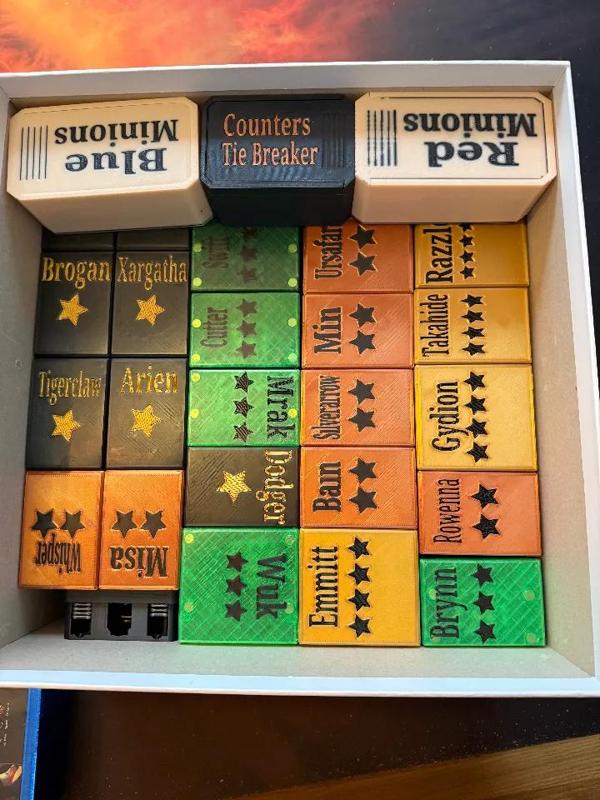 Blue
Minions
Counters
Tie Breaker
Red
Minions
Brogan
Xargatha
Swift
Ursafar
Cutter
Min
Takahide
Tigerclaw
Arien
Mrak
Silverarrow
Gydion
Dodger
Bain
Rowenna
Whisper
Misa
Wuk
Emmitt
Brynn